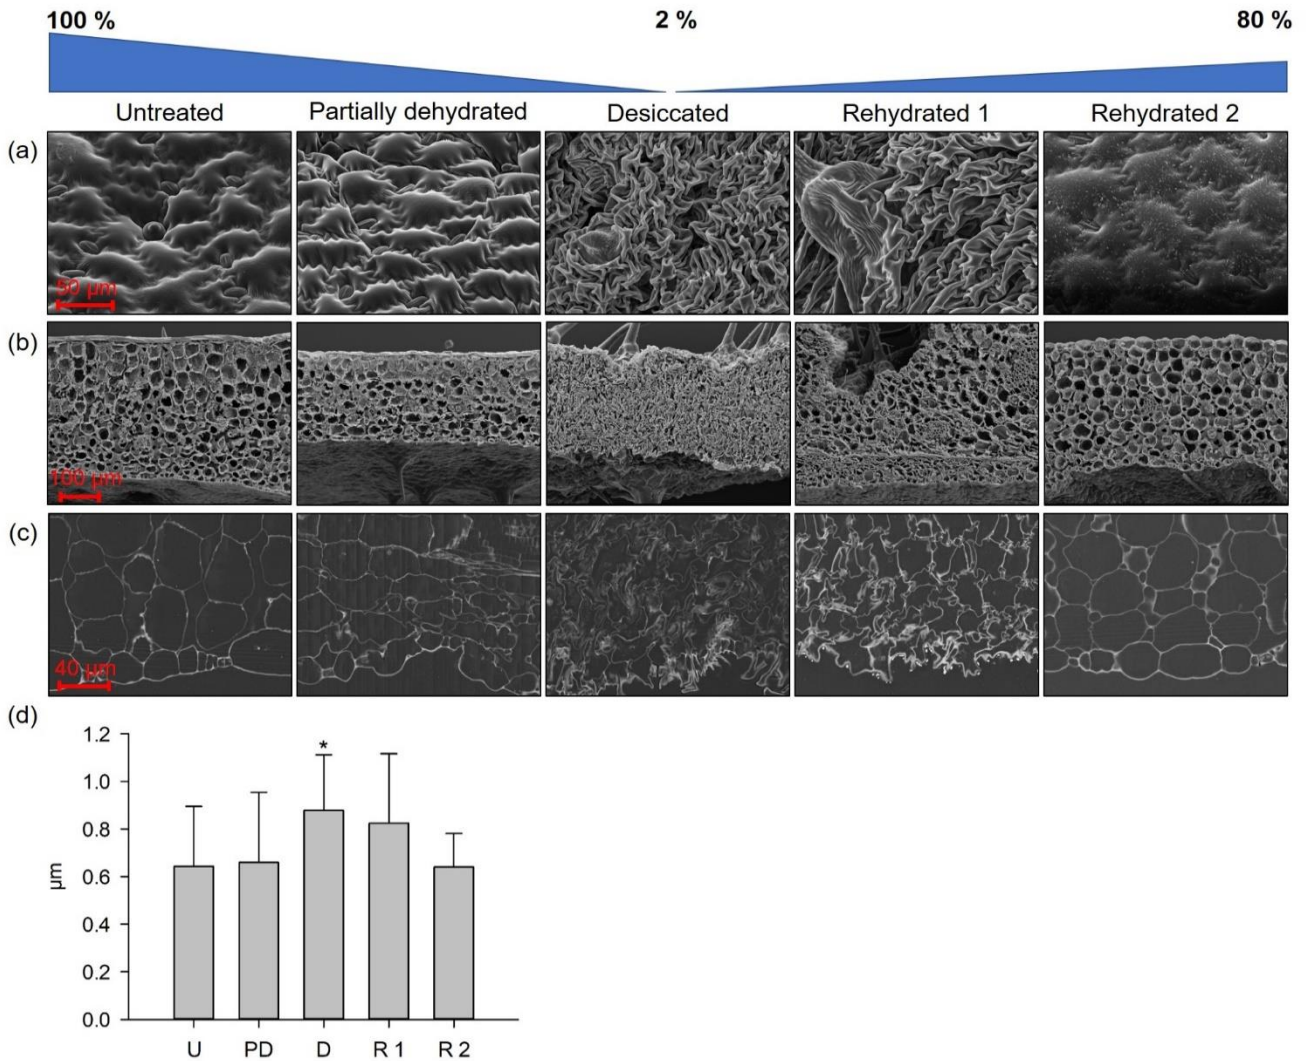 100 % 2 % 80 %
Untreated Partially dehydrated Desiccated Rehydrated 1 Rehydrated 2
(a)
50 µm
(b)
100 µm
(c)
40 µm
(d)
1.2
*
1.0
0.8
µm
0.6
0.4
0.2
0.0
U PD D R 1 R 2